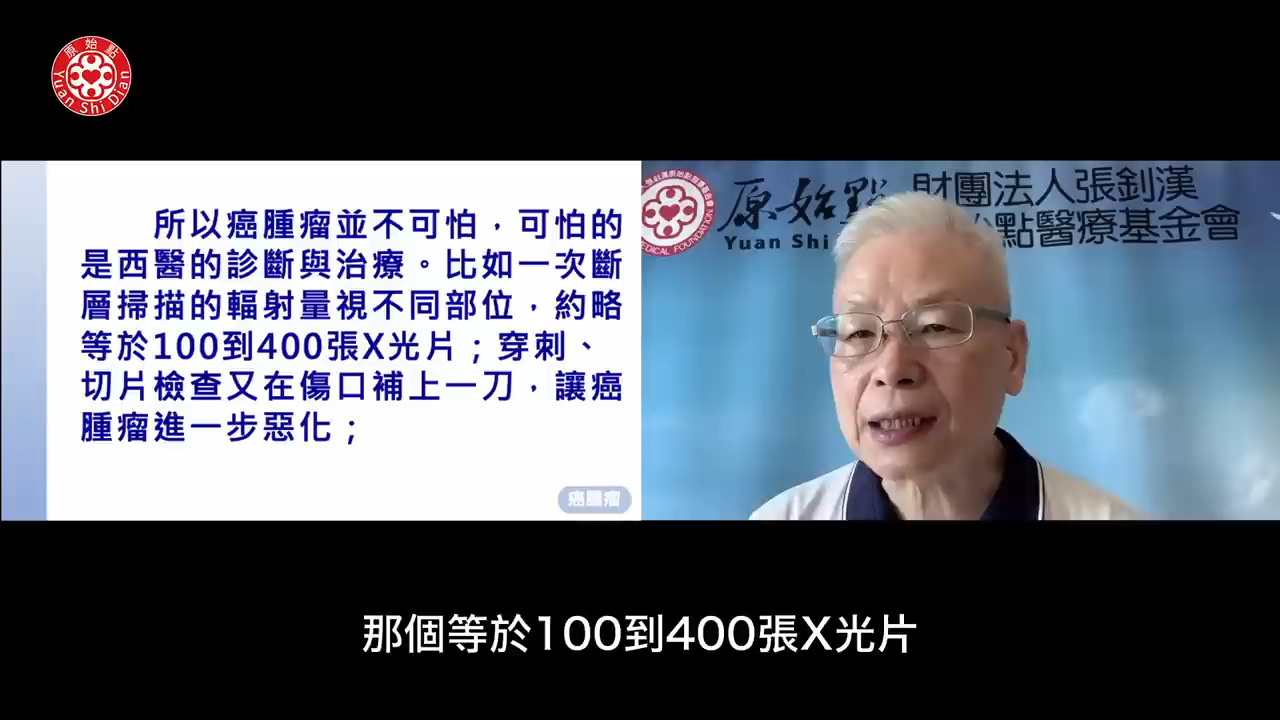 原始點
Yuan Shi Dian
所以癌腫瘤並不可怕，可怕的
是西醫的診斷與治療。比如一次斷
層掃描的輻射量視不同部位，約略
等於100到400張X光片；穿刺、
切片檢查又在傷口補上一刀，讓癌
腫瘤進一步惡化；
癌腫瘤
原始點
Yuan Shi
財團法人張釗漢
點醫療基金會
那個等於100到400張X光片